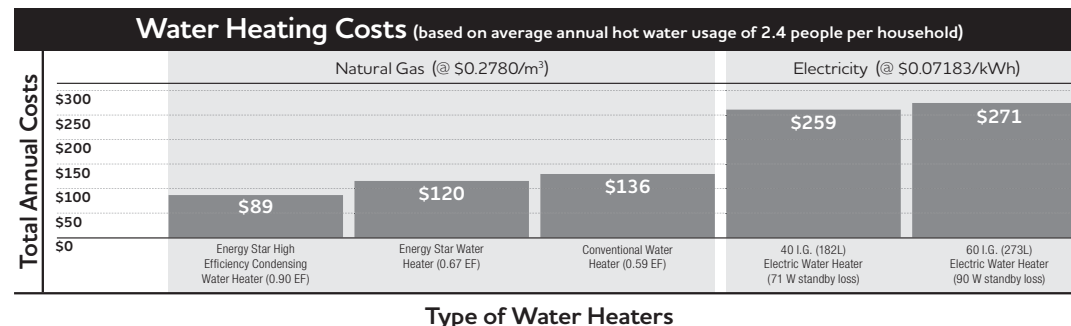 Water Heating Costs (based on average annual hot water usage of 2.4 people per household)
Natural Gas (@ $0.2780/m³)
Electricity (@ $0.07183/kWh)
Total Annual Costs
$300
$250
$200
$150
$100
$50
$0
$89
$120
$136
$259
$271
Energy Star High
Efficiency Condensing
Water Heater (0.90 EF)
Energy Star Water
Heater (0.67 EF)
Conventional Water
Heater (0.59 EF)
40 I.G. (182L)
Electric Water Heater
(71 W standby loss)
60 I.G. (273L)
Electric Water Heater
(90 W standby loss)
Type of Water Heaters